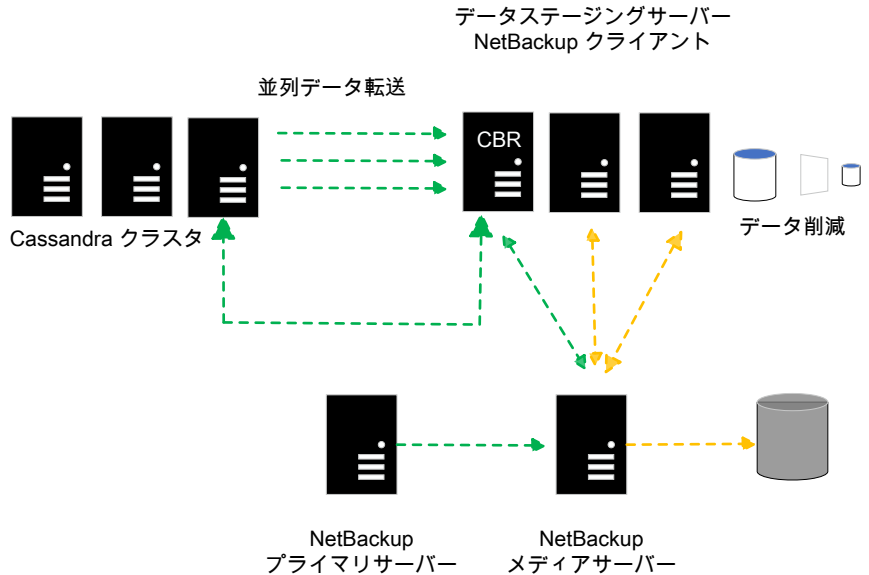 データステージングサーバー
NetBackup クライアント
並列データ転送
CBR
Cassandra クラスタ
データ削減
NetBackup
プライマリサーバー
NetBackup
メディアサーバー